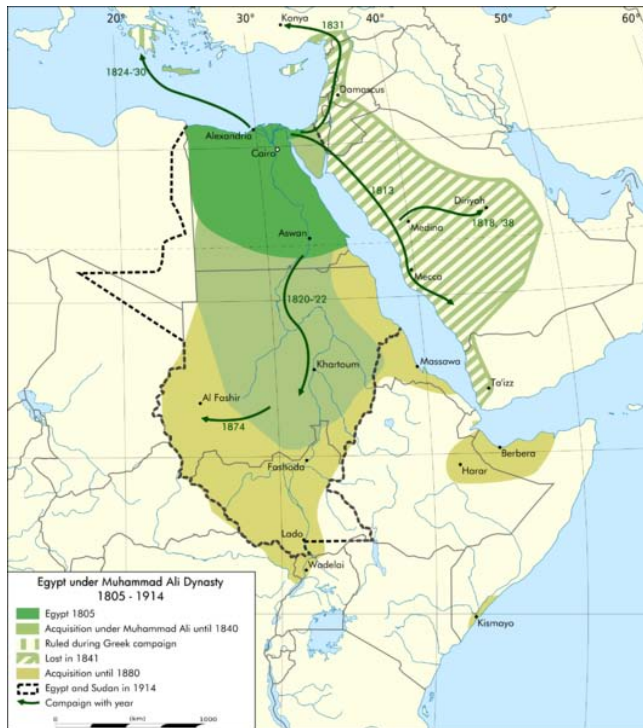 20°
30°
Konya
1831
40°
50°
60°
1824-'30
Damascus
Alexandria
Cairo
1813
Diriyah
Medina
1818, '38
Aswan
Mecca
1820-'22
Khartoum
Massawa
Ta'izz
Al Fashir
1874
Fashoda
Berbera
Harar
Lado
Wadelai
Kismayo
Egypt under Muhammad Ali Dynasty
1805 - 1914
Egypt 1805
Acquisition under Muhammad Ali until 1840
Ruled during Greek campaign
Lost in 1841
Acquisition until 1880
Egypt and Sudan in 1914
Campaign with year
0 (km) 1000